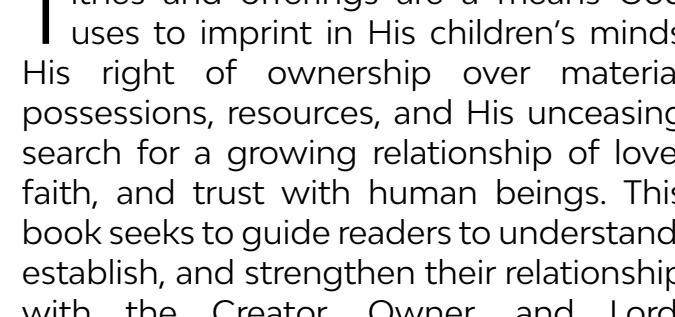 ithes and offerings are a means God
uses to imprint in His children's minds
His right of ownership over material
possessions, resources, and His unceasing
search for a growing relationship of love
faith, and trust with human beings. This
book seeks to guide readers to understand
establish, and strengthen their relationship
with the Creator, Owner, and Lord